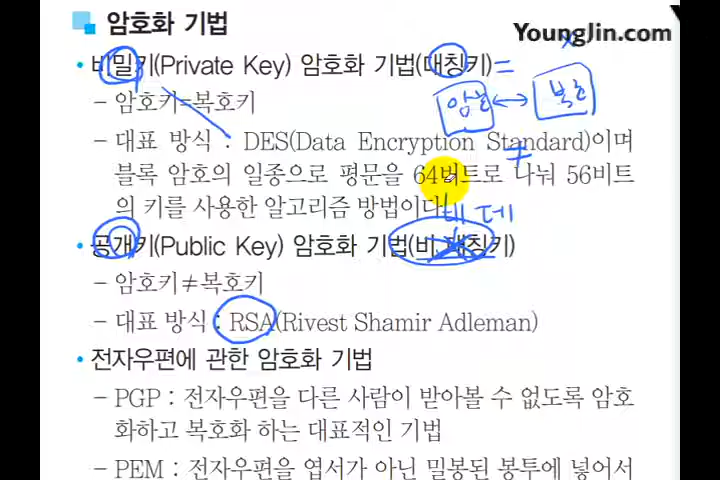 암호화 기법
YoungJin.com
• 비밀키(Private Key) 암호화 기법(대칭키) =
암호 ↔ 복호
- 암호키=복호키
- 대표 방식 : DES(Data Encryption Standard)이며
≠
블록 암호의 일종으로 평문을 64비트로 나눠 56비트
의 키를 사용한 알고리즘 방법이다
• 공개키(Public Key) 암호화 기법(비 대칭키)
- 암호키≠복호키
- 대표 방식 : RSA(Rivest Shamir Adleman)
• 전자우편에 관한 암호화 기법
- PGP : 전자우편을 다른 사람이 받아볼 수 없도록 암호
화하고 복호화 하는 대표적인 기법
- PEM : 전자우편을 엽서가 아닌 밀봉된 봉투에 넣어서